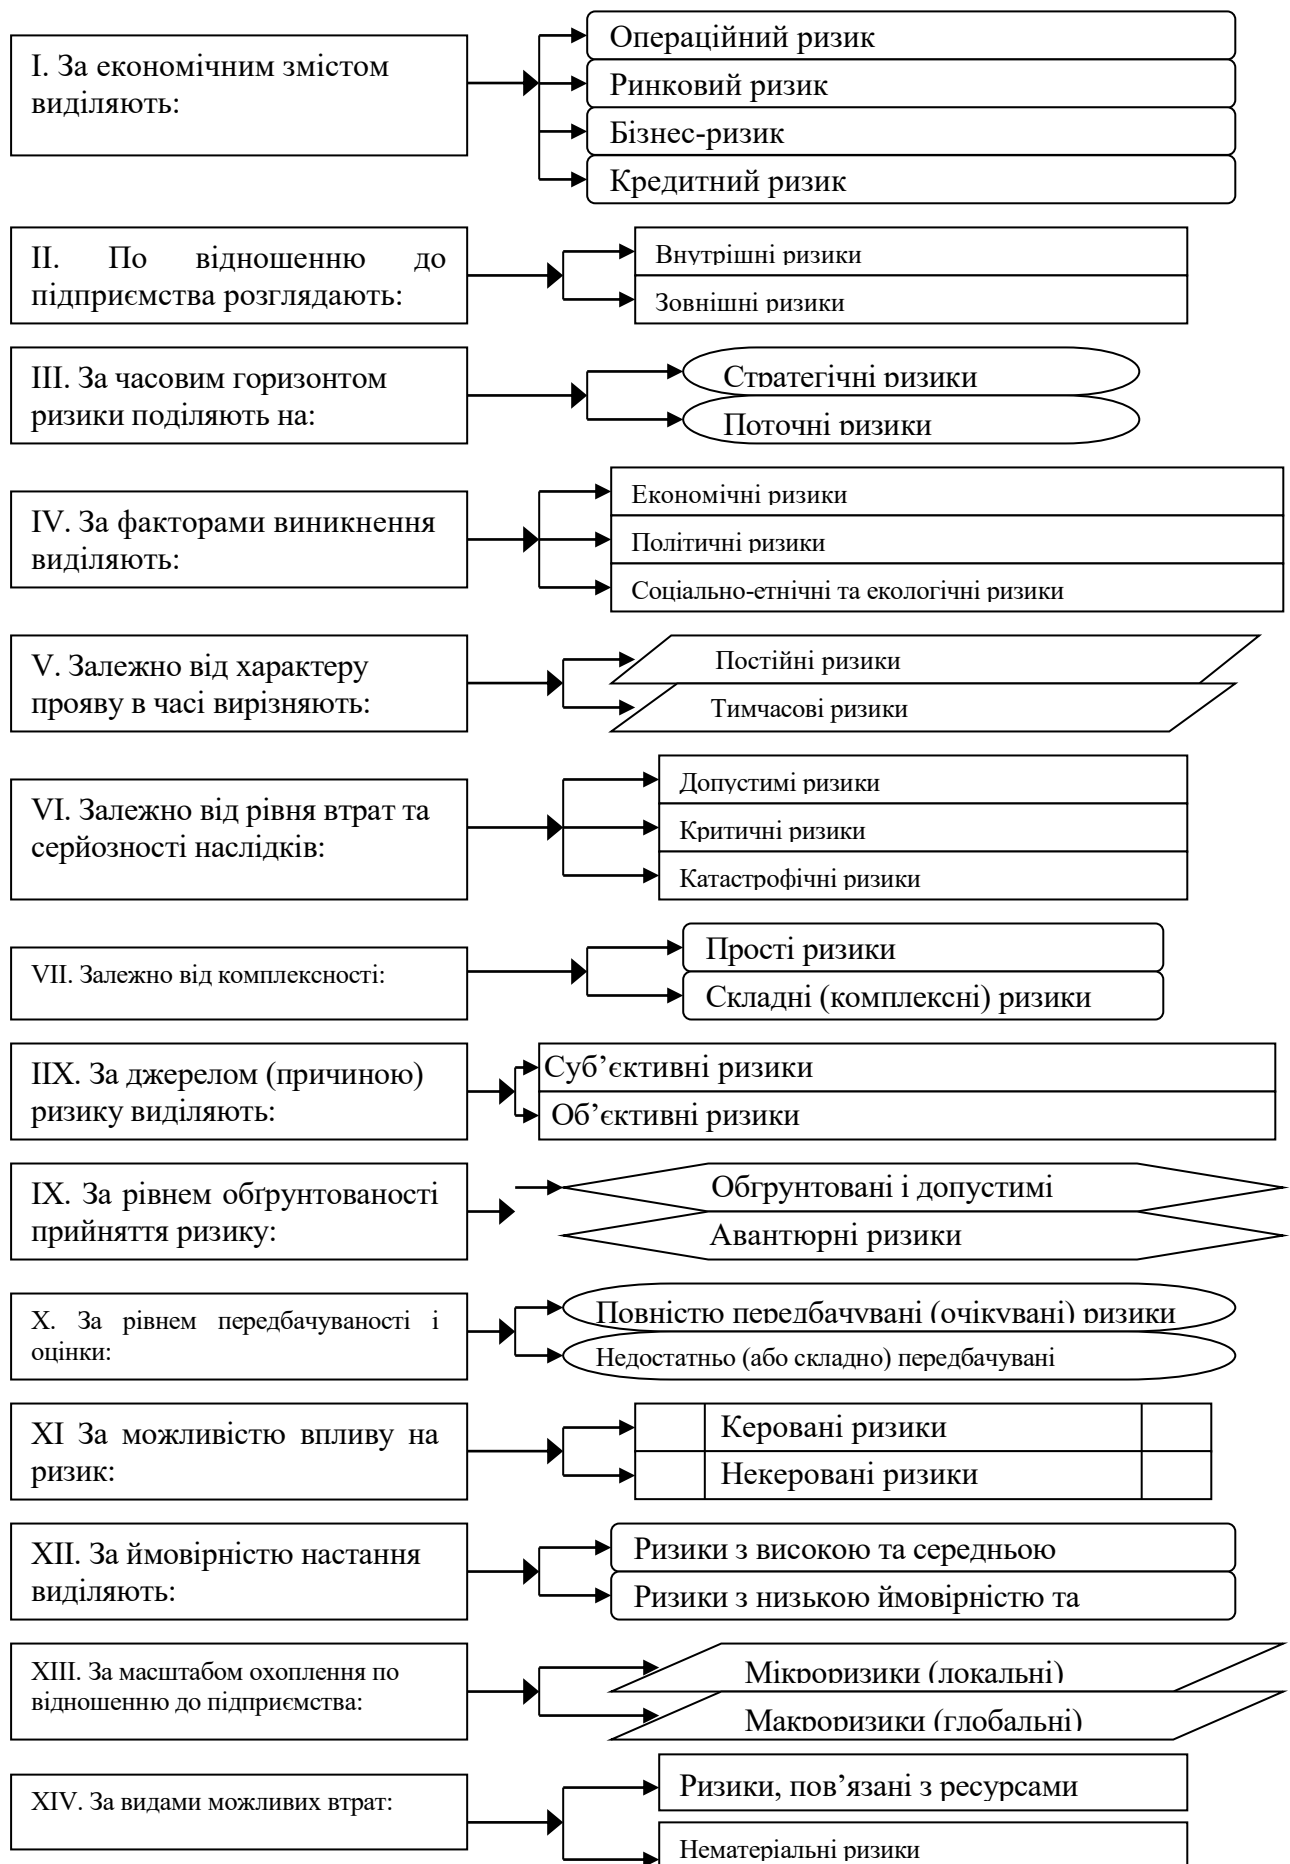 I. За економічним змістом
виділяють:
Операційний ризик
Ринковий ризик
Бізнес-ризик
Кредитний ризик
II. По відношенню до
підприємства розглядають:
Внутрішні ризики
Зовнішні ризики
III. За часовим горизонтом
ризики поділяють на:
Стратегічні ризики
Поточні ризики
IV. За факторами виникнення
виділяють:
Економічні ризики
Політичні ризики
Соціально-етнічні та екологічні ризики
V. Залежно від характеру
прояву в часі вирізняють:
Постійні ризики
Тимчасові ризики
VI. Залежно від рівня втрат та
серйозності наслідків:
Допустимі ризики
Критичні ризики
Катастрофічні ризики
VII. Залежно від комплексності:
Прості ризики
Складні (комплексні) ризики
IIX. За джерелом (причиною)
ризику виділяють:
Суб’єктивні ризики
Об’єктивні ризики
IX. За рівнем обґрунтованості
прийняття ризику:
Обгрунтовані і допустимі
Авантюрні ризики
X. За рівнем передбачуваності і
оцінки:
Повністю передбачувані (очікувані) ризики
Недостатньо (або складно) передбачувані
XI За можливістю впливу на
ризик:
Керовані ризики
Некеровані ризики
XII. За ймовірністю настання
виділяють:
Ризики з високою та середньою
Ризики з низькою ймовірністю та
XIII. За масштабом охоплення по
відношенню до підприємства:
Мікроризики (локальні)
Макроризики (глобальні)
XIV. За видами можливих втрат:
Ризики, пов’язані з ресурсами
Нематеріальні ризики